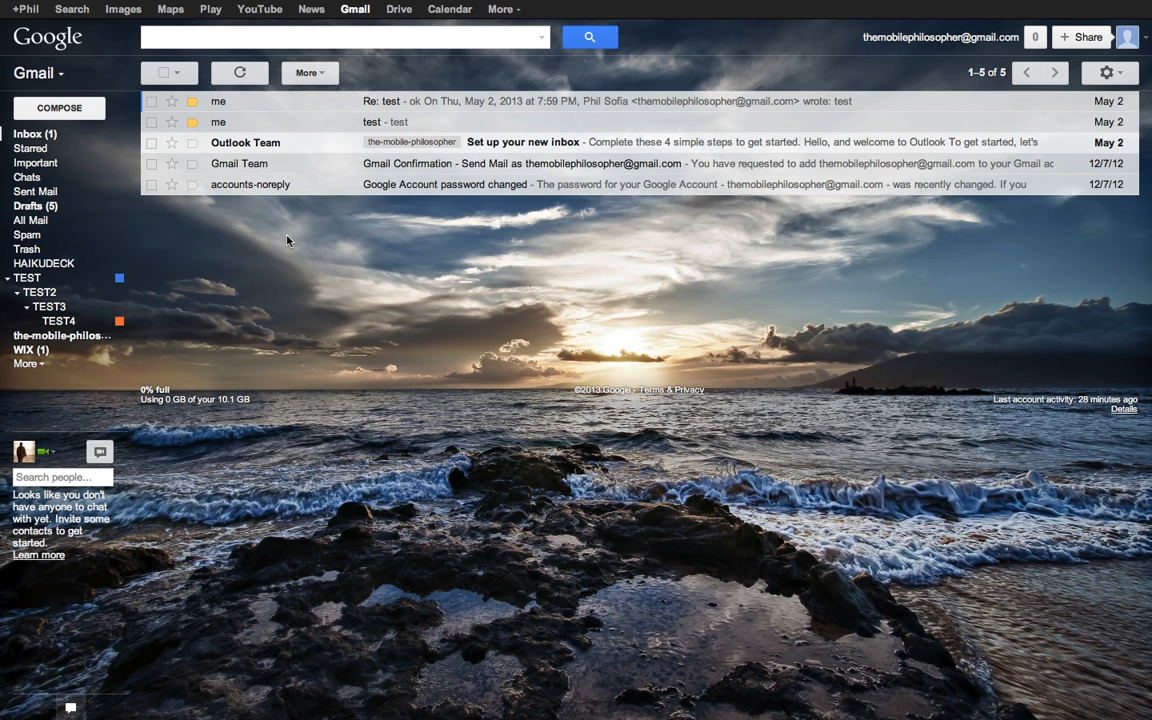 +Phil Search Images Maps Play YouTube News Gmail Drive Calendar More
Google themobilephilosopher@gmail.com 0 + Share
Gmail More 1–5 of 5
COMPOSE
me Re: test - ok On Thu, May 2, 2013 at 7:59 PM, Phil Sofia <themobilephilosopher@gmail.com> wrote: test May 2
me test - test May 2
Outlook Team the-mobile-philosopher Set up your new inbox - Complete these 4 simple steps to get started. Hello, and welcome to Outlook To get started, let's May 2
Gmail Team Gmail Confirmation - Send Mail as themobilephilosopher@gmail.com - You have requested to add themobilephilosopher@gmail.com to your Gmail ac 12/7/12
accounts-noreply Google Account password changed - The password for your Google Account - themobilephilosopher@gmail.com - was recently changed. If you 12/7/12
Inbox (1)
Starred
Important
Chats
Sent Mail
Drafts (5)
All Mail
Spam
Trash
HAIKUDECK
TEST
TEST2
TEST3
TEST4
the-mobile-philos...
WIX (1)
More
0% full
Using 0 GB of your 10.1 GB
©2013 Google - Terms & Privacy
Last account activity: 28 minutes ago
Details
Search people...
Looks like you don't
have anyone to chat
with yet. Invite some
contacts to get
started.
Learn more